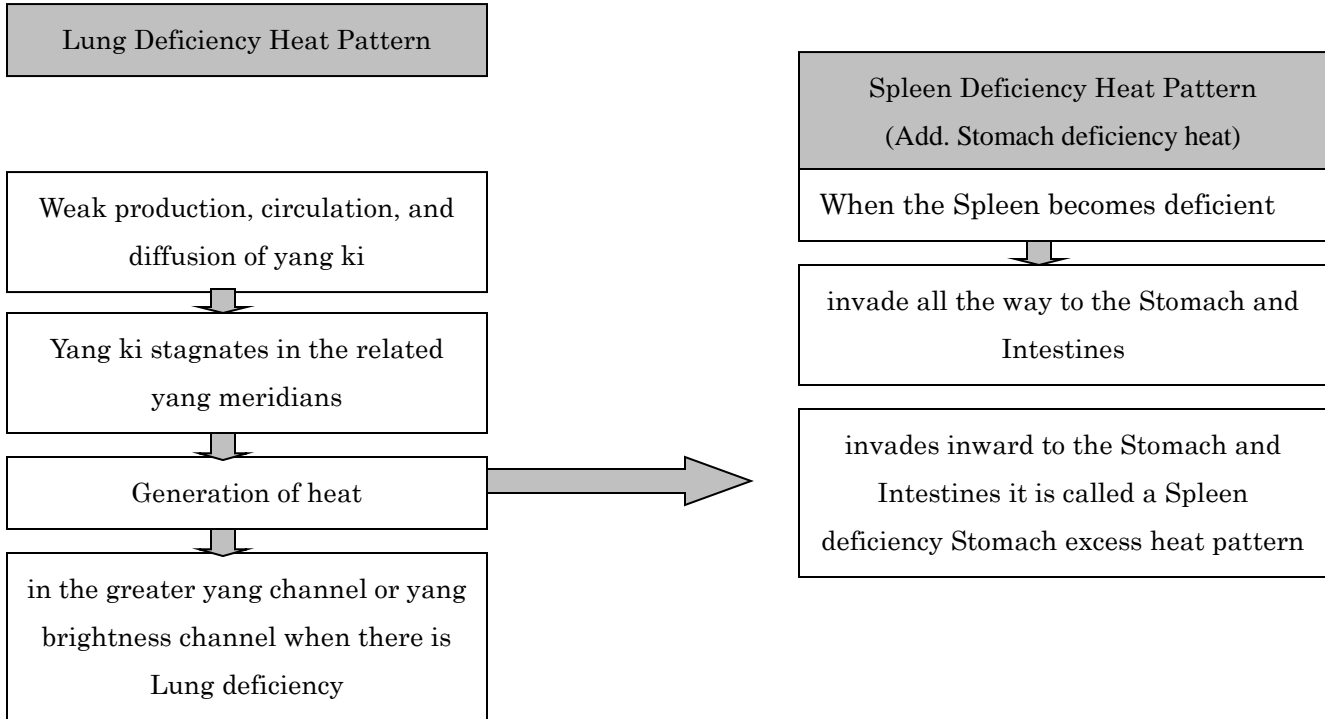 Lung Deficiency Heat Pattern
Weak production, circulation, and
diffusion of yang ki
Yang ki stagnates in the related
yang meridians
Generation of heat
in the greater yang channel or yang
brightness channel when there is
Lung deficiency
Spleen Deficiency Heat Pattern
(Add. Stomach deficiency heat)
When the Spleen becomes deficient
invade all the way to the Stomach and
Intestines
invades inward to the Stomach and
Intestines it is called a Spleen
deficiency Stomach excess heat pattern